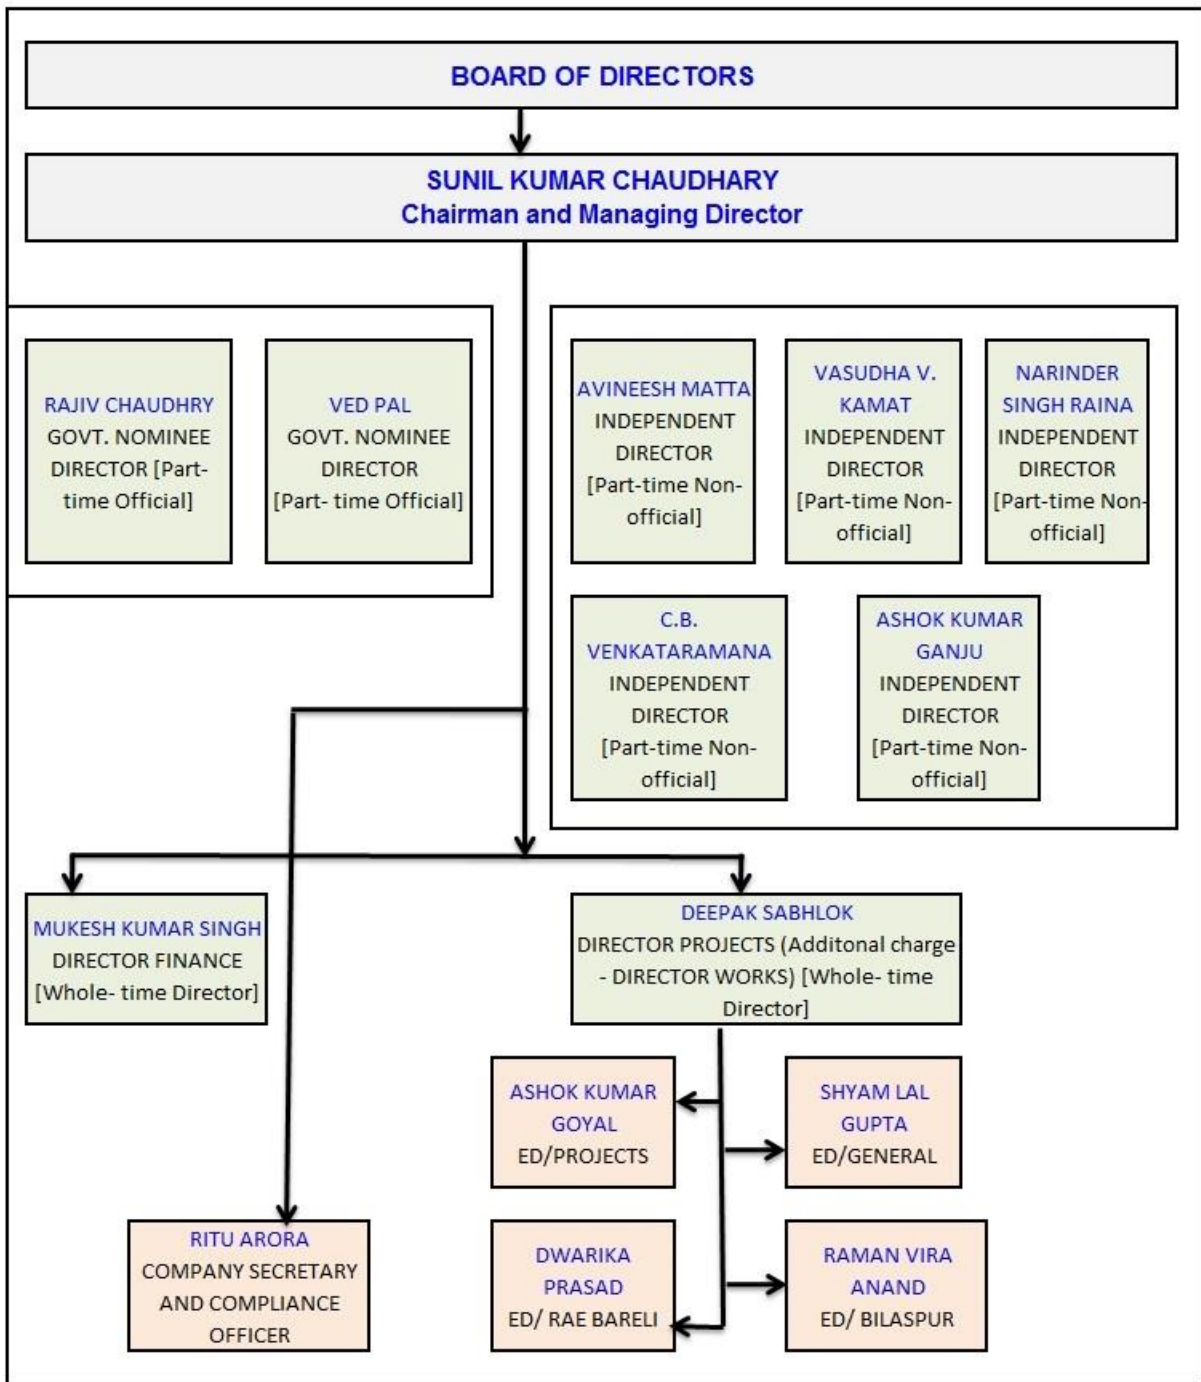 BOARD OF DIRECTORS
SUNIL KUMAR CHAUDHARY
Chairman and Managing Director
RAJIV CHAUDHRY
GOVT. NOMINEE
DIRECTOR [Part-
time Official]
VED PAL
GOVT. NOMINEE
DIRECTOR
[Part- time Official]
AVINEESH MATTA
INDEPENDENT
DIRECTOR
[Part-time Non-
official]
VASUDHA V.
KAMAT
INDEPENDENT
DIRECTOR
[Part-time Non-
official]
NARINDER
SINGH RAINA
INDEPENDENT
DIRECTOR
[Part-time Non-
official]
C.B.
VENKATARAMANA
INDEPENDENT
DIRECTOR
[Part-time Non-
official]
ASHOK KUMAR
GANJU
INDEPENDENT
DIRECTOR
[Part-time Non-
official]
MUKESH KUMAR SINGH
DIRECTOR FINANCE
[Whole- time Director]
DEEPAK SABHLOK
DIRECTOR PROJECTS (Additonal charge
- DIRECTOR WORKS) [Whole- time
Director]
ASHOK KUMAR
GOYAL
ED/PROJECTS
SHYAM LAL
GUPTA
ED/GENERAL
RITU ARORA
COMPANY SECRETARY
AND COMPLIANCE
OFFICER
DWARIKA
PRASAD
ED/ RAE BARELI
RAMAN VIRA
ANAND
ED/ BILASPUR